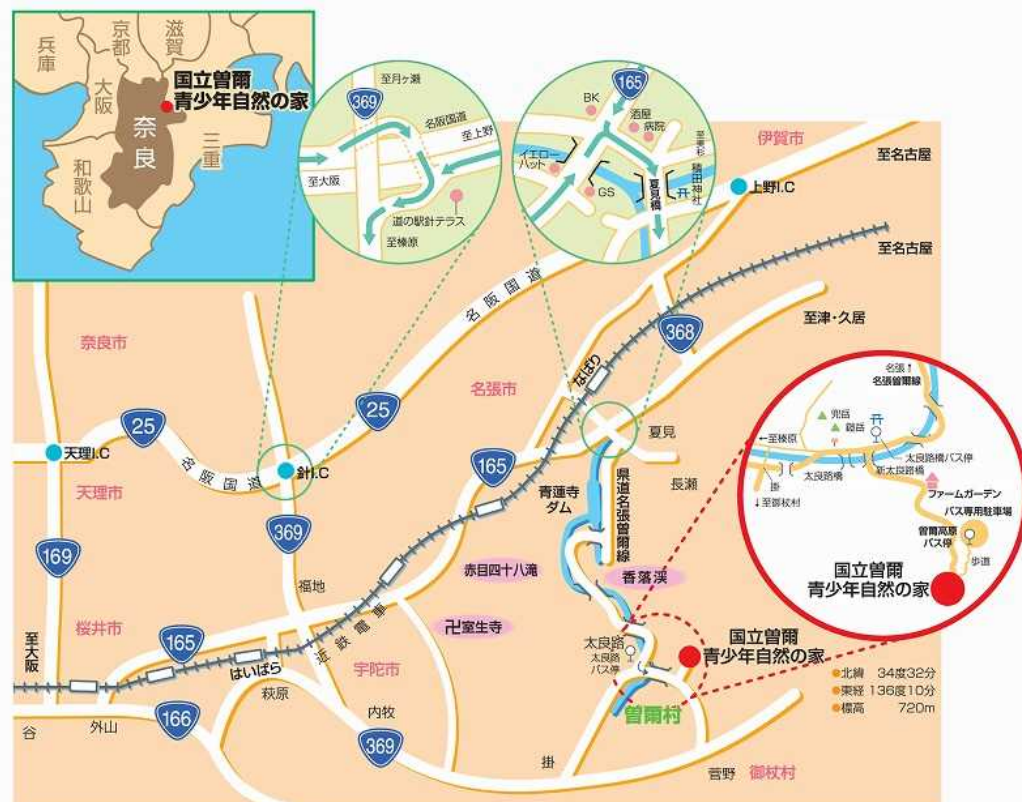 兵庫
京都
滋賀
大阪
奈良
三重
和歌山
国立曽爾
青少年自然の家
至月ヶ瀬
369
名阪国道
至上野
至大阪
道の駅針テラス
至榛原
165
BK
酒屋
病院
イエロー
ハット
GS
夏見橋
積田神社
伊賀市
至名古屋
上野I.C
至名古屋
名阪国道
368
至津・久居
奈良市
名張市
なばり
25
25
天理I.C
名阪国道
針I.C
天理市
165
夏見
長瀬
青蓮寺
ダム
県道名張曽爾線
169
369
福地
赤目四十八滝
香落渓
卍室生寺
桜井市
至大阪
165
はいばら
近鉄電車
宇陀市
太良路
太良路
バス停
国立曽爾
青少年自然の家
曽爾村
谷
外山
166
萩原
内牧
369
掛
菅野
御杖村
名張↑
名張曽爾線
兜岳
鎧岳
←至榛原
太良路橋バス停
太良路橋
新太良路橋
掛
↓至御杖村
ファームガーデン
バス専用駐車場
曽爾高原
バス停
歩道
国立曽爾
青少年自然の家
●北緯 34度32分
●東経 136度10分
●標高 720m